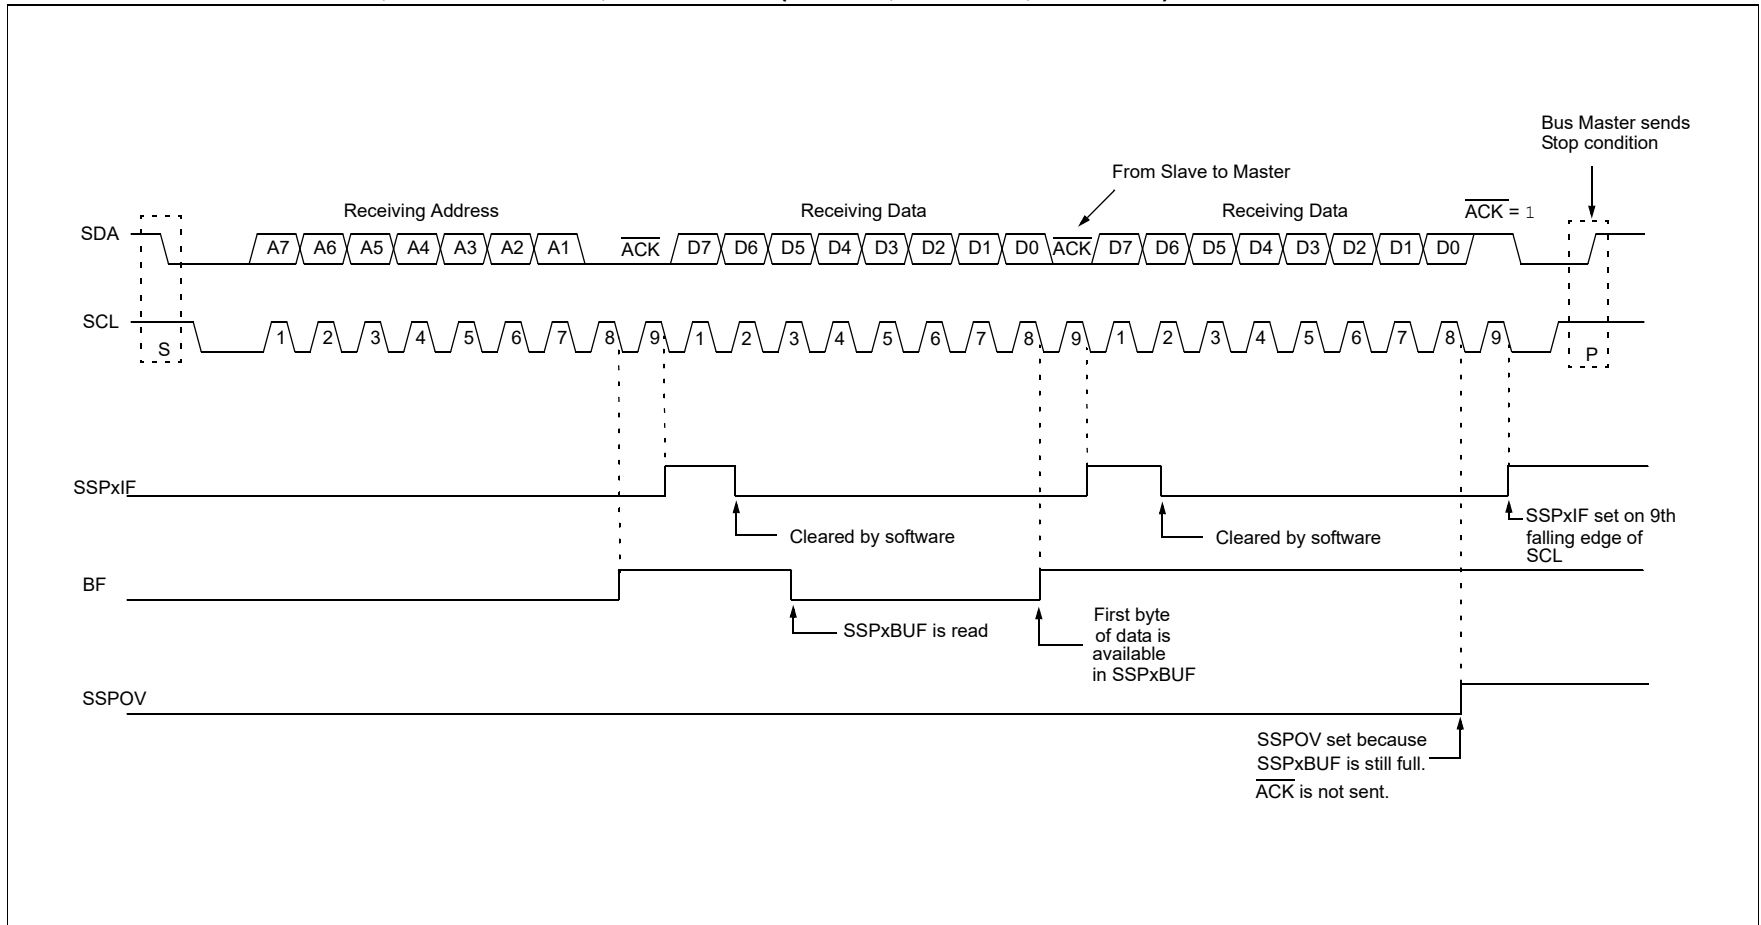 Bus Master sends
Stop condition
From Slave to Master
Receiving Address
Receiving Data
Receiving Data
ACK = 1
SDA
A7 A6 A5 A4 A3 A2 A1 ACK D7 D6 D5 D4 D3 D2 D1 D0 ACK D7 D6 D5 D4 D3 D2 D1 D0
SCL
S
1 2 3 4 5 6 7 8 9 1 2 3 4 5 6 7 8 9 1 2 3 4 5 6 7 8 9
P
SSPxIF
Cleared by software
Cleared by software
SSPxIF set on 9th
falling edge of
SCL
BF
SSPxBUF is read
First byte
of data is
available
in SSPxBUF
SSPOV
SSPOV set because
SSPxBUF is still full.
ACK is not sent.